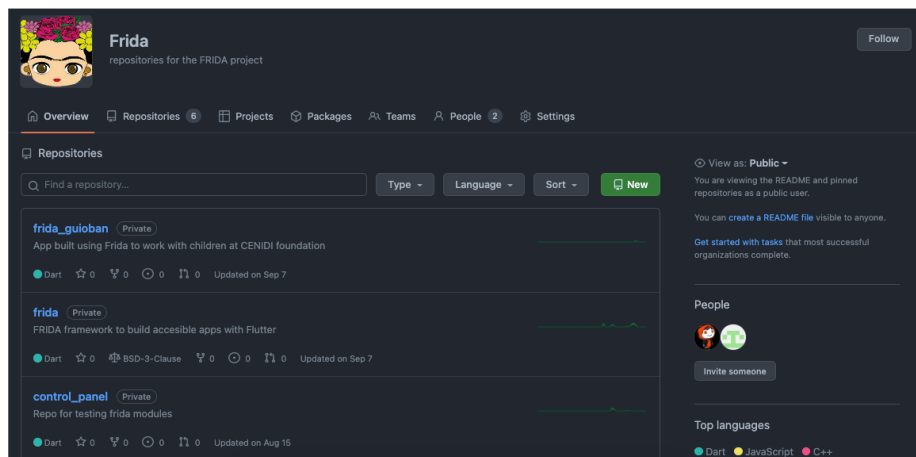 Frida
repositories for the FRIDA project
Follow
Overview Repositories 6 Projects Packages Teams People 2 Settings
Repositories
Find a repository...
Type Language Sort New
frida_guioban Private
App built using Frida to work with children at CENIDI foundation
Dart 0 0 0 0 Updated on Sep 7
frida Private
FRIDA framework to build accesible apps with Flutter
Dart 0 BSD-3-Clause 0 0 0 Updated on Sep 7
control_panel Private
Repo for testing frida modules
Dart 0 0 0 0 Updated on Aug 15
View as: Public
You are viewing the README and pinned
repositories as a public user.
You can create a README file visible to anyone.
Get started with tasks that most successful
organizations complete.
People
Invite someone
Top languages
Dart JavaScript C++